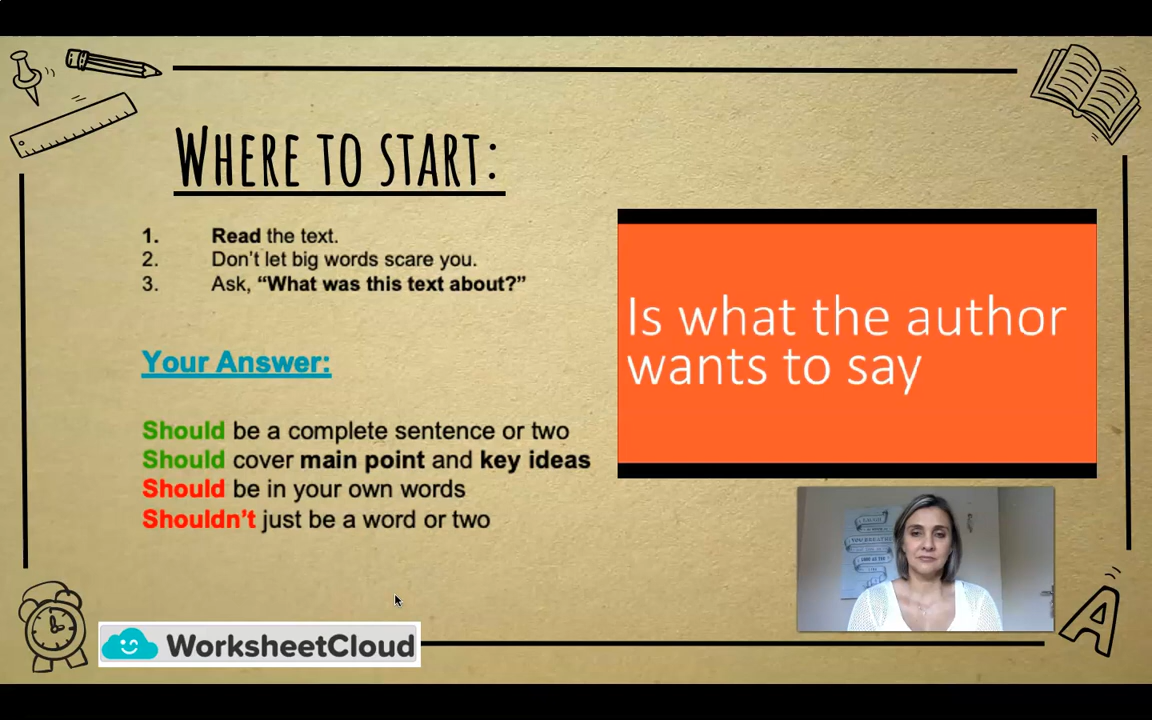 WHERE TO START:
1. Read the text.
2. Don't let big words scare you.
3. Ask, “What was this text about?”
Your Answer:
Should be a complete sentence or two
Should cover main point and key ideas
Should be in your own words
Shouldn't just be a word or two
Is what the author
wants to say
WorksheetCloud
A